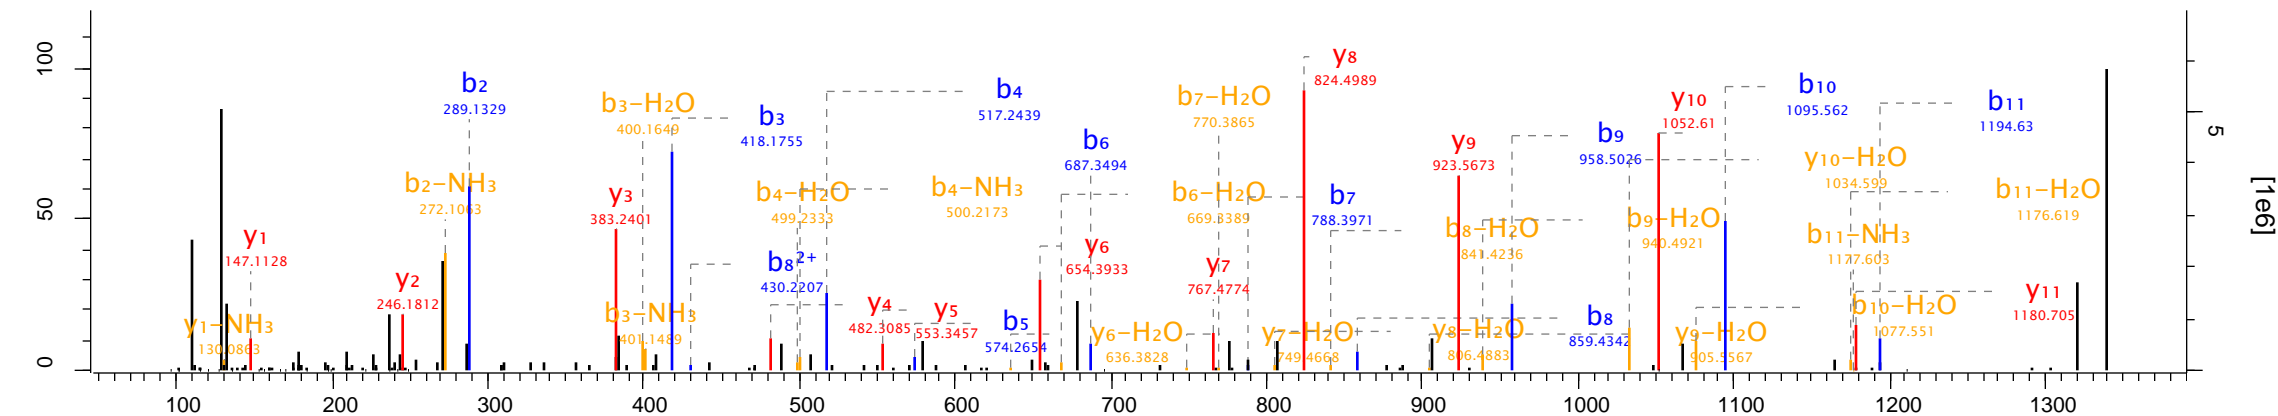 y8
824.4989
b2
289.1329
b4
517.2439
b10
1095.562
b7-H2O
770.3865
y10
1052.61
b11
1194.63
b3-H2O
400.1649
b3
418.1755
b6
687.3494
y9
923.5673
b9
958.5026
y10-H2O
1034.599
b2-NH3
272.1063
y3
383.2401
b4-H2O
499.2333
b4-NH3
500.2173
b6-H2O
669.3389
b7
788.3971
b11-H2O
1176.619
y1
147.1128
y2
246.1812
b8 2+
430.2207
y6
654.3933
y7
767.4774
b8-H2O
841.4236
b9-H2O
940.4921
b11-NH3
1177.603
y1-NH3
130.0863
b3-NH3
401.1489
y4
482.3085
y5
553.3457
b5
574.2654
y6-H2O
636.3828
y7-H2O
749.4668
y8-H2O
806.4883
b8
859.4342
y9-H2O
905.5567
b10-H2O
1077.551
y11
1180.705
100
50
0
5
[1e6]
100 200 300 400 500 600 700 800 900 1000 1100 1200 1300